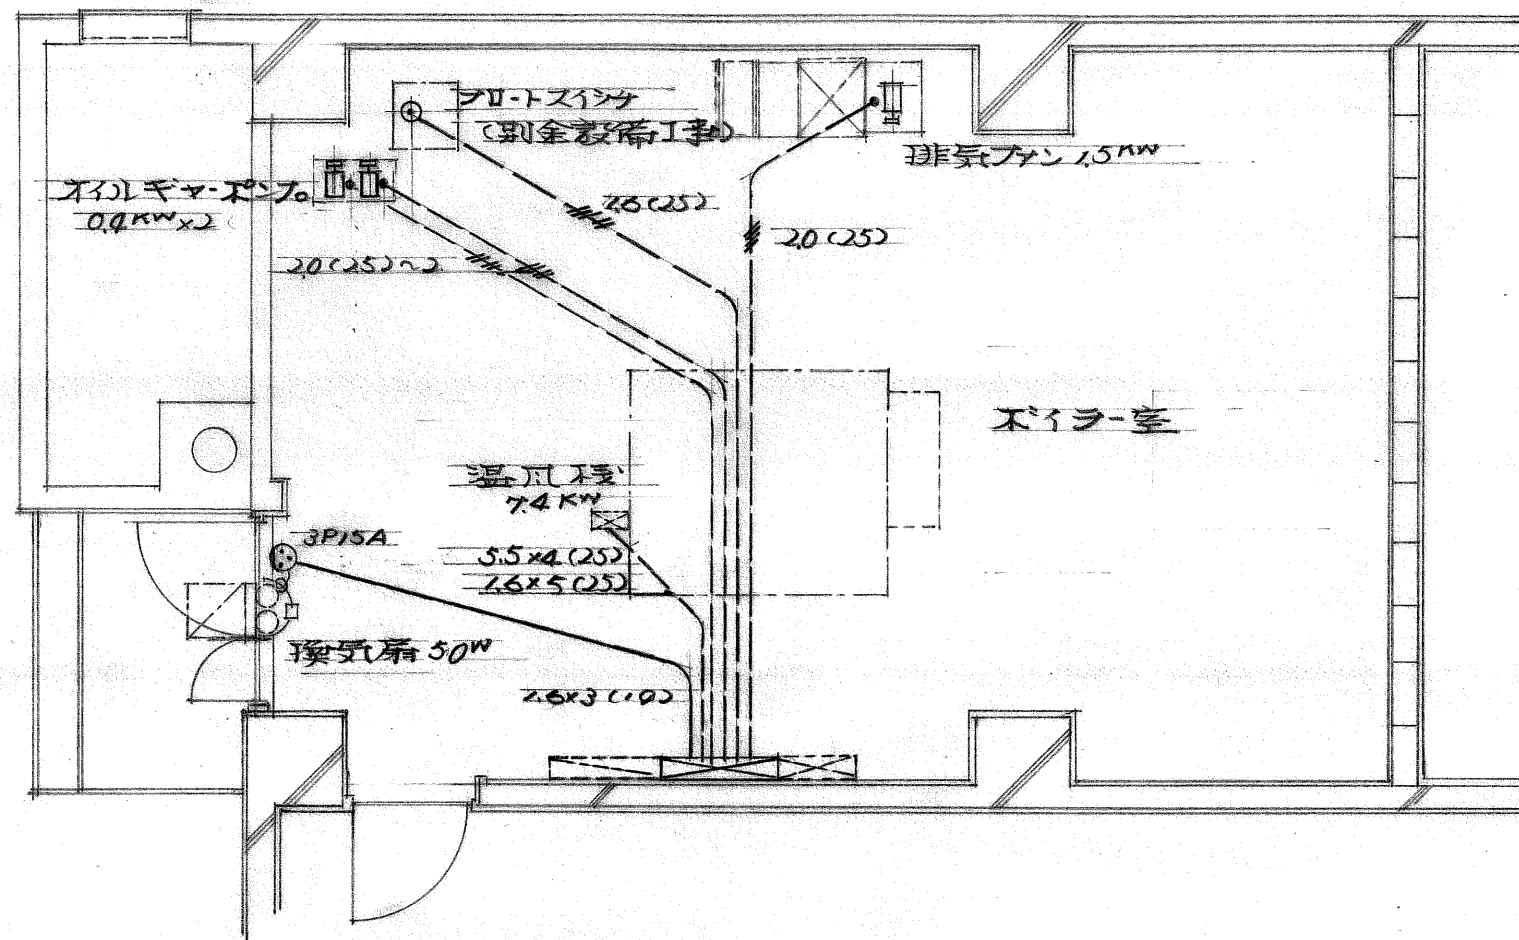 フロートスイッチ
(別途設備工事)
排気ファン 1.5KW
オイルギヤーポンプ
0.4KW×2
1.6(25)
2.0(25)
2.0(25)~2
ボイラー室
温風機
7.4KW
3P15A
5.5×4(25)
1.6×5(25)
換気扇 50W
1.6×3(19)